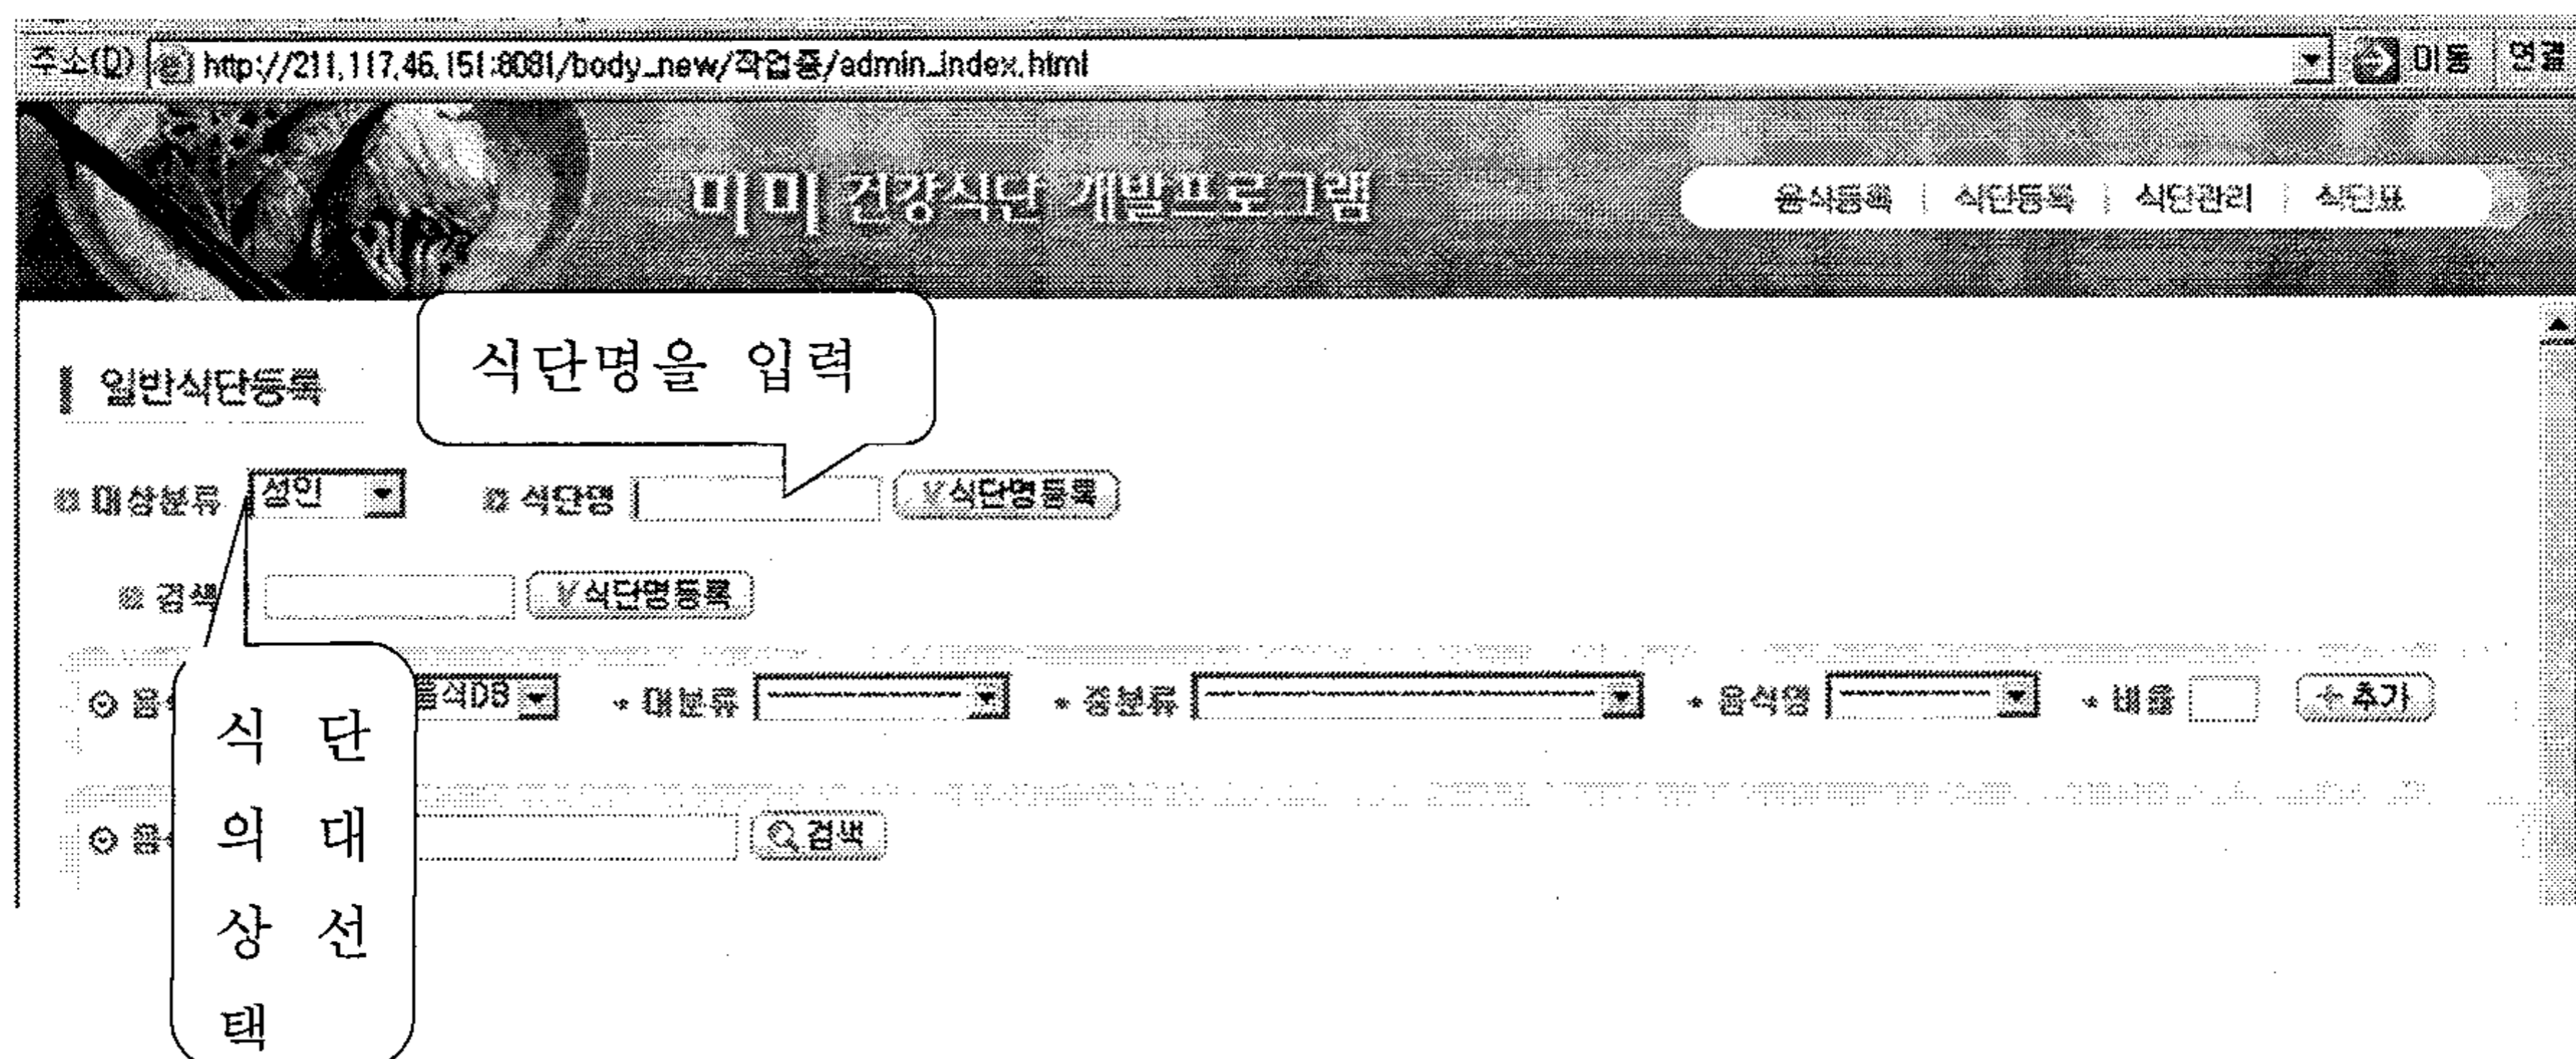 주소(D) http://211,117,46,151:8081/body_new/작업중/admin_index.html 이동 연결
미미 건강식단 개발프로그램
음식등록 | 식단등록 | 식단관리 | 식단표
식단명을 입력
일반식단등록
대상분류 성인 식단명 V식단명등록
검색 V식단명등록
음식DB * 대분류 * 중분류 * 음식명 * 비율 + 추가
검색
식 단
의 대
상 선
택